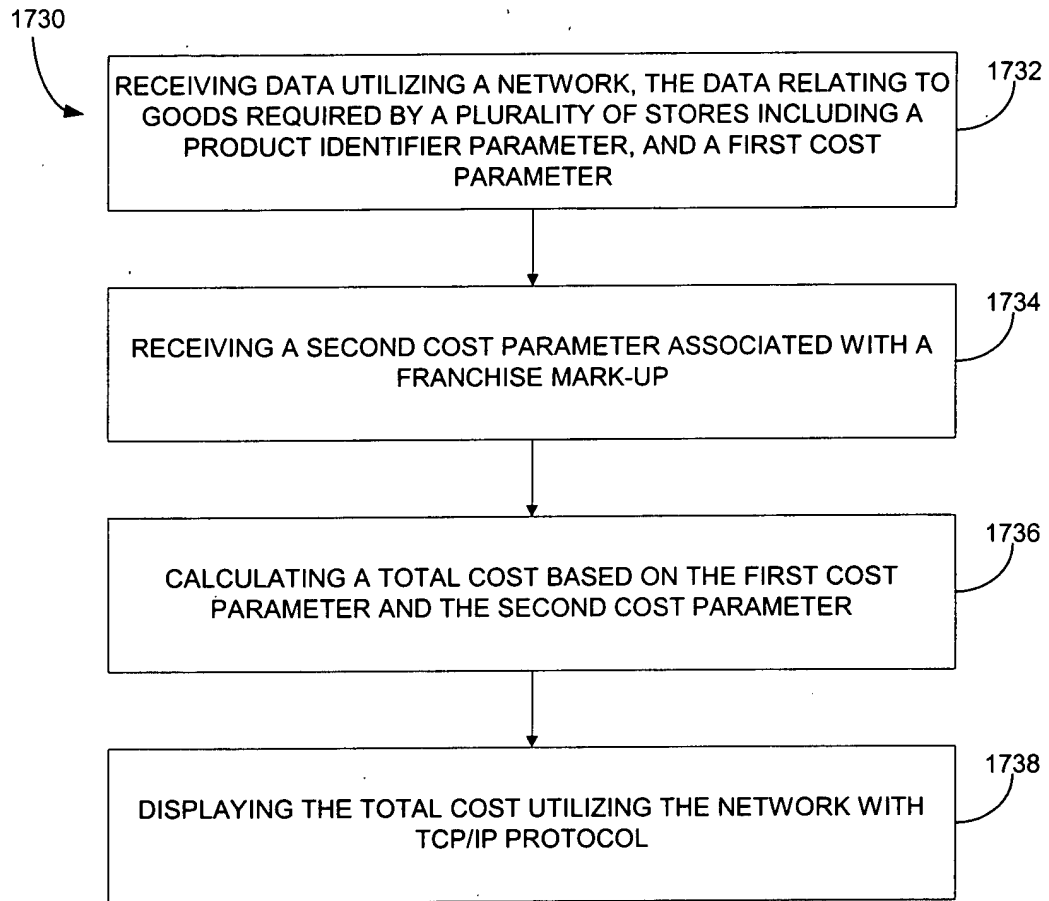 1730
1732
RECEIVING DATA UTILIZING A NETWORK, THE DATA RELATING TO
GOODS REQUIRED BY A PLURALITY OF STORES INCLUDING A
PRODUCT IDENTIFIER PARAMETER, AND A FIRST COST
PARAMETER
1734
RECEIVING A SECOND COST PARAMETER ASSOCIATED WITH A
FRANCHISE MARK-UP
1736
CALCULATING A TOTAL COST BASED ON THE FIRST COST
PARAMETER AND THE SECOND COST PARAMETER
1738
DISPLAYING THE TOTAL COST UTILIZING THE NETWORK WITH
TCP/IP PROTOCOL